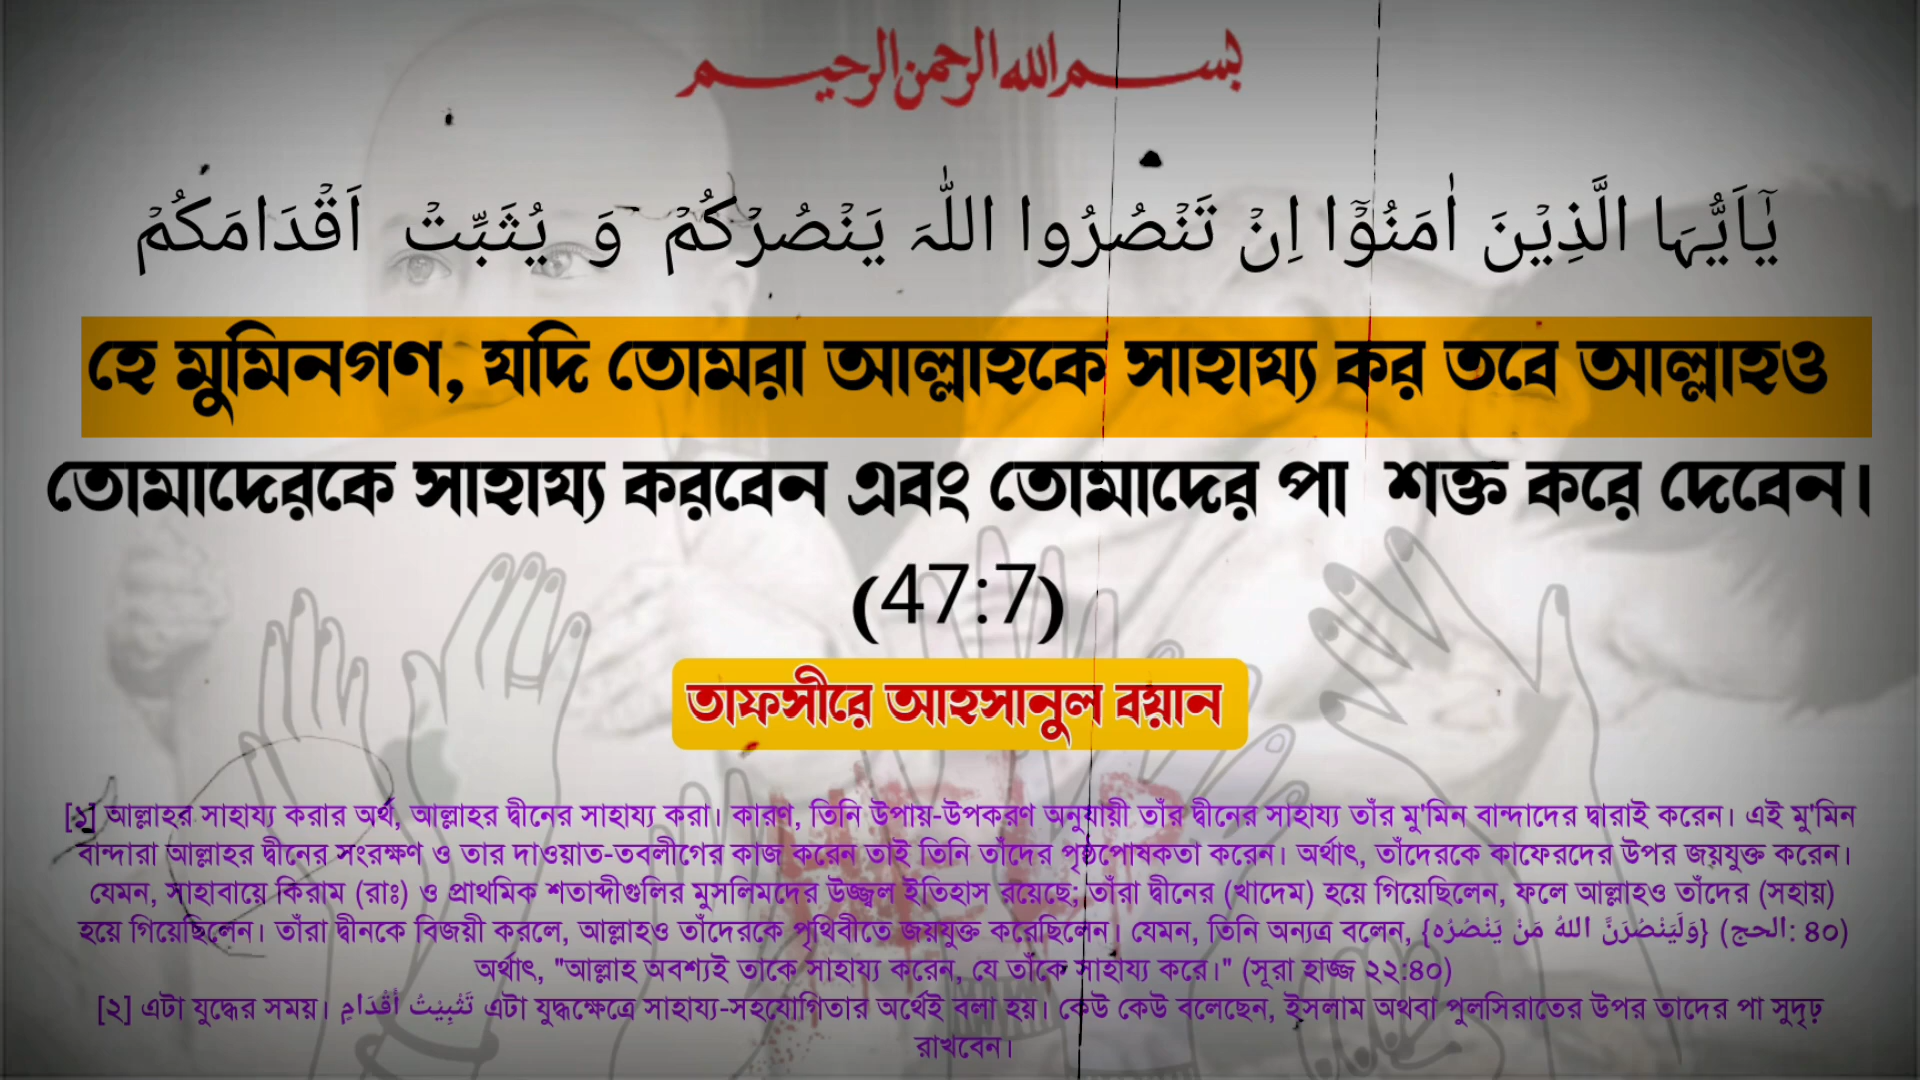 بسم الله الرحمن الرحيم
يٰۤاَيُّهَا الَّذِيْنَ اٰمَنُوْۤا اِنْ تَنْصُرُوا اللّٰهَ يَنْصُرْكُمْ وَ يُثَبِّتْ اَقْدَامَكُمْ
হে মুমিনগণ, যদি তোমরা আল্লাহকে সাহায্য কর তবে আল্লাহও
তোমাদেরকে সাহায্য করবেন এবং তোমাদের পা শক্ত করে দেবেন।
(47:7)
তাফসীরে আহসানুল বয়ান
[১] আল্লাহর সাহায্য করার অর্থ, আল্লাহর দ্বীনের সাহায্য করা। কারণ, তিনি উপায়-উপকরণ অনুযায়ী তাঁর দ্বীনের সাহায্য তাঁর মু'মিন বান্দাদের দ্বারাই করেন। এই মু'মিন
বান্দারা আল্লাহর দ্বীনের সংরক্ষণ ও তার দাওয়াত-তবলীগের কাজ করেন তাই তিনি তাঁদের পৃষ্ঠপোষকতা করেন। অর্থাৎ, তাঁদেরকে কাফেরদের উপর জয়যুক্ত করেন।
যেমন, সাহাবায়ে কিরাম (রাঃ) ও প্রাথমিক শতাব্দীগুলির মুসলিমদের উজ্জ্বল ইতিহাস রয়েছে; তাঁরা দ্বীনের (খাদেম) হয়ে গিয়েছিলেন, ফলে আল্লাহও তাঁদের (সহায়)
হয়ে গিয়েছিলেন। তাঁরা দ্বীনকে বিজয়ী করলে, আল্লাহও তাঁদেরকে পৃথিবীতে জয়যুক্ত করেছিলেন। যেমন, তিনি অন্যত্র বলেন, {وَلَيَنْصُرَنَّ اللهُ مَنْ يَنْصُرُه} (الحج: ৪০)
অর্থাৎ, "আল্লাহ অবশ্যই তাকে সাহায্য করেন, যে তাঁকে সাহায্য করে।" (সূরা হাজ্জ ২২:৪০)
[২] এটা যুদ্ধের সময়। تَثْبِيْتُ أَقْدَامٍ এটা যুদ্ধক্ষেত্রে সাহায্য-সহযোগিতার অর্থেই বলা হয়। কেউ কেউ বলেছেন, ইসলাম অথবা পুলসিরাতের উপর তাদের পা সুদৃঢ়
রাখবেন।